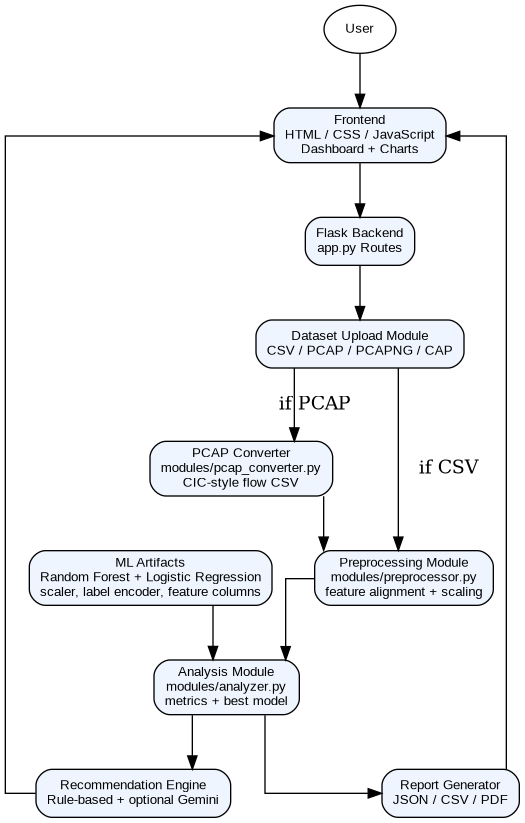 User
Frontend
HTML / CSS / JavaScript
Dashboard + Charts
Flask Backend
app.py Routes
Dataset Upload Module
CSV / PCAP / PCAPNG / CAP
if PCAP
PCAP Converter
modules/pcap_converter.py
CIC-style flow CSV
if CSV
ML Artifacts
Random Forest + Logistic Regression
scaler, label encoder, feature columns
Preprocessing Module
modules/preprocessor.py
feature alignment + scaling
Analysis Module
modules/analyzer.py
metrics + best model
Recommendation Engine
Rule-based + optional Gemini
Report Generator
JSON / CSV / PDF